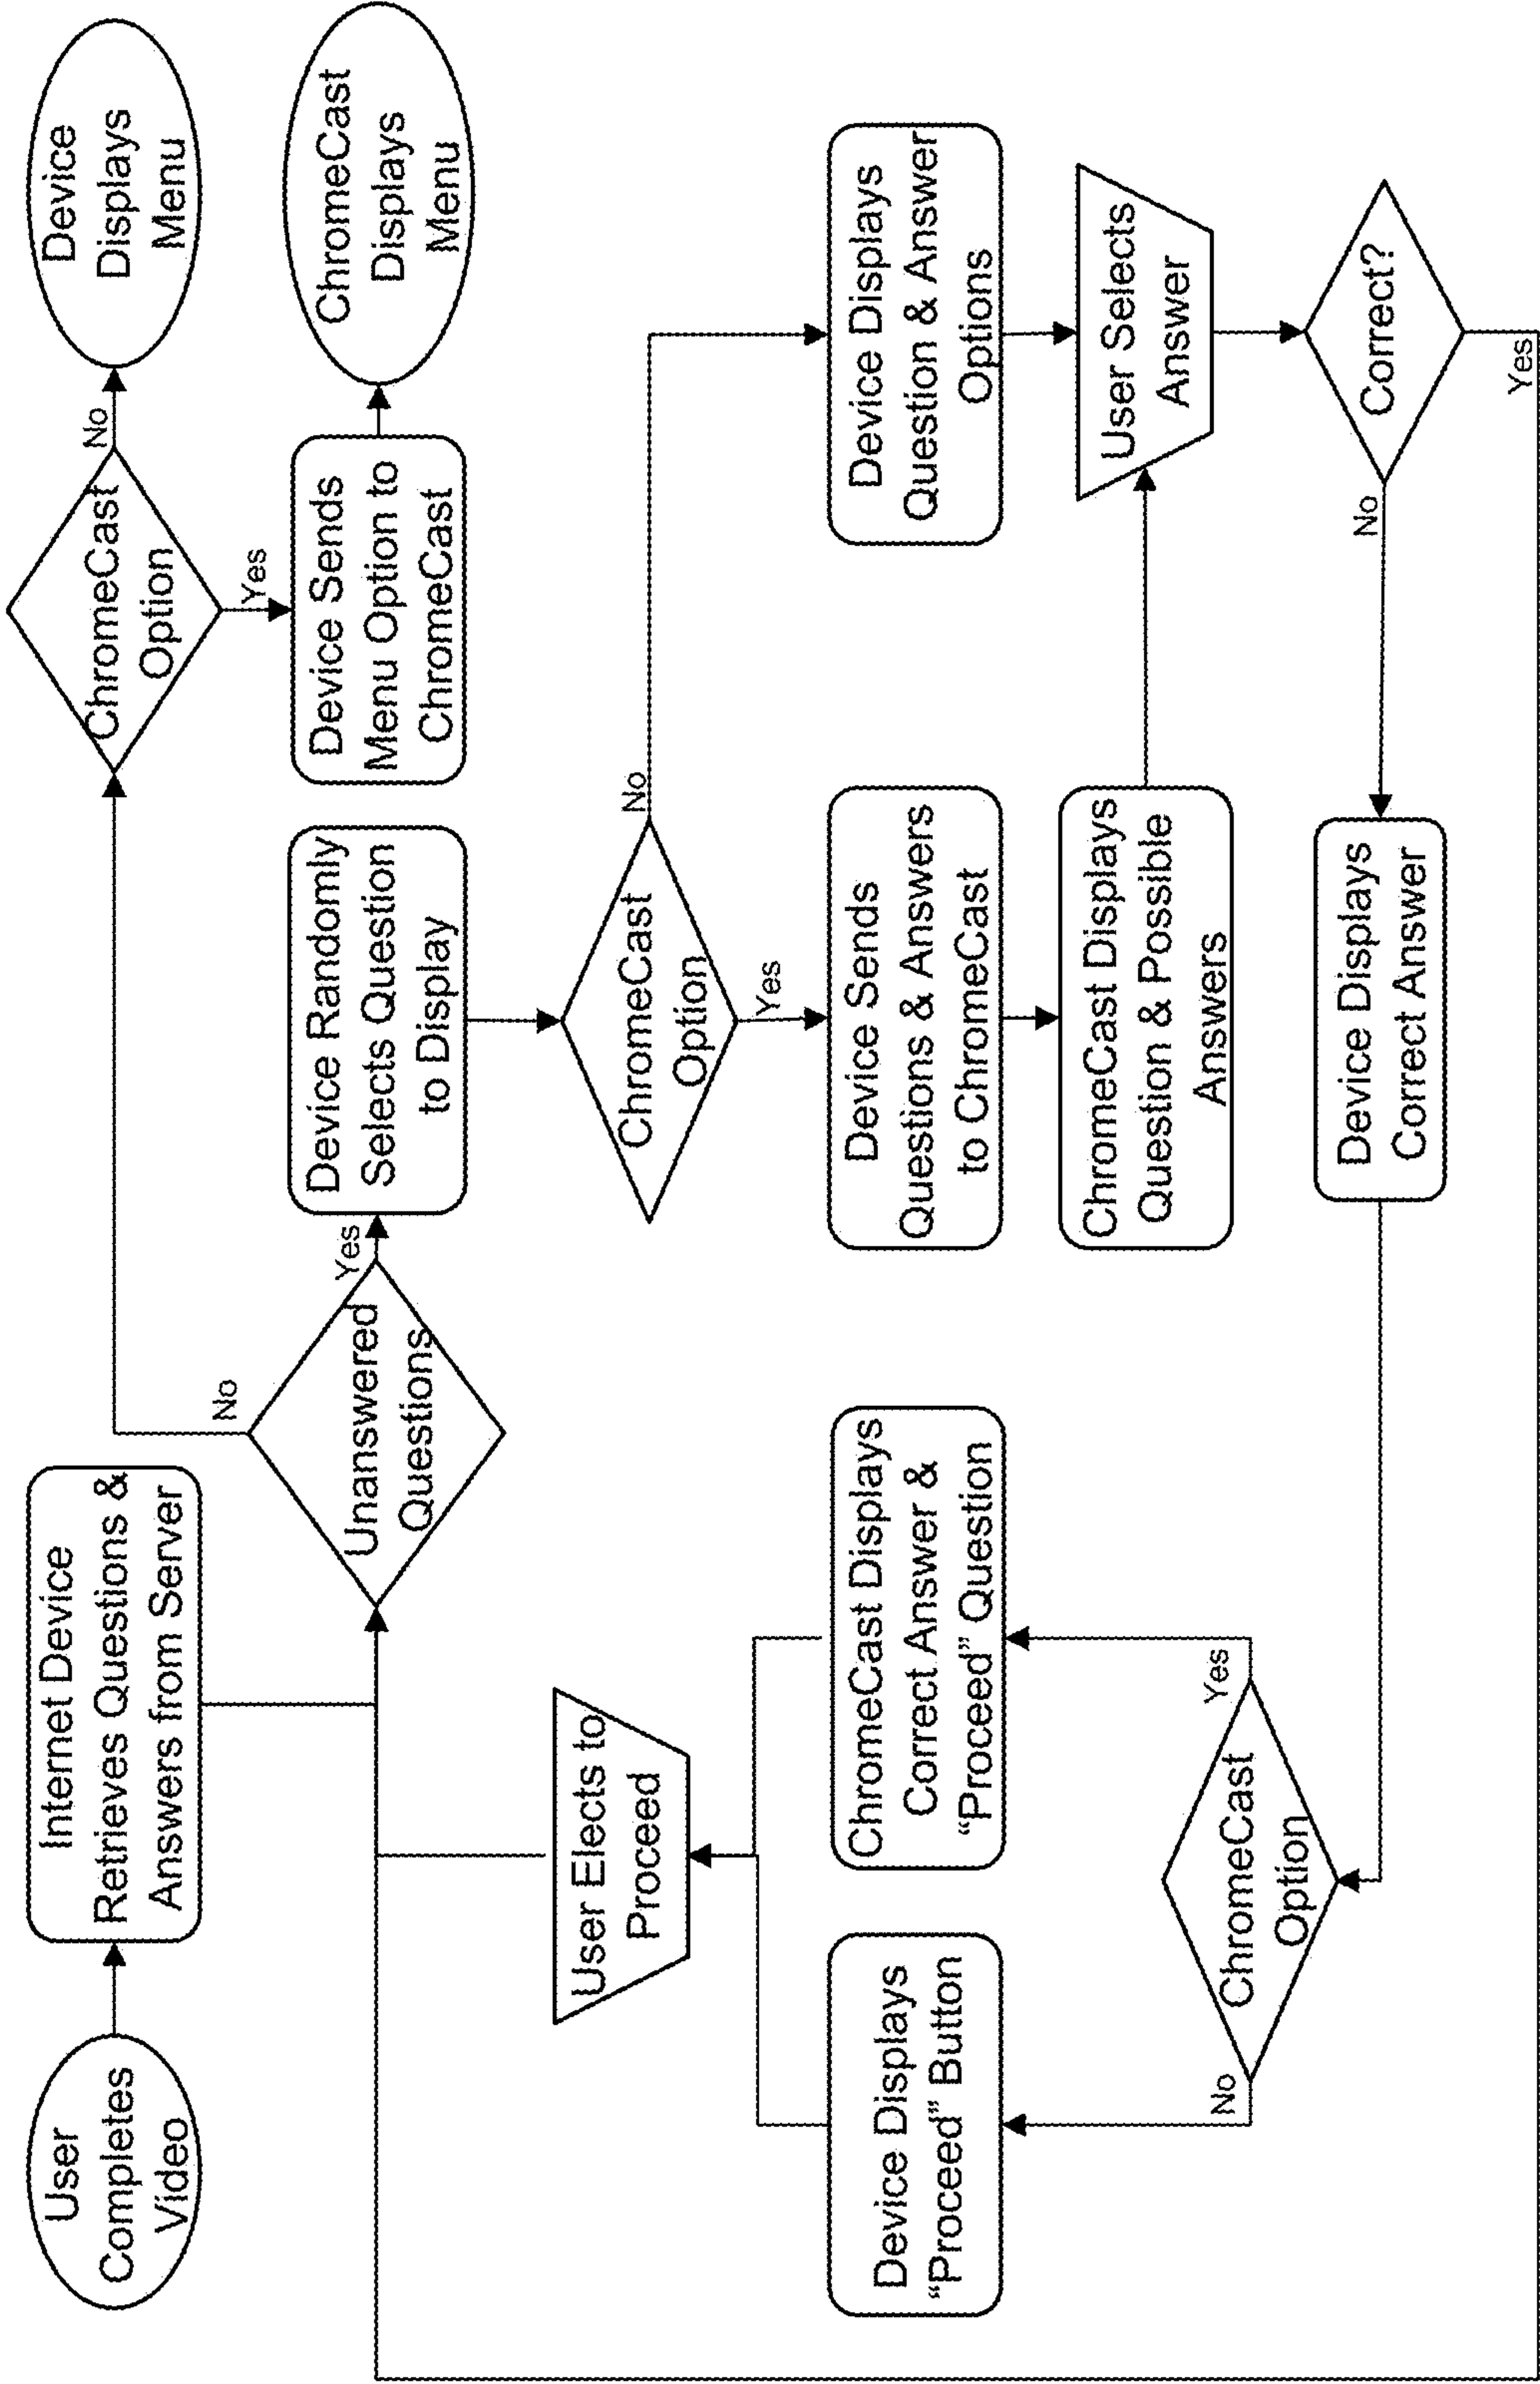 User
Completes
Video
Internet Device
Retrieves Questions &
Answers from Server
No
ChromeCast
Option
No
Device
Displays
Menu
Yes
Unanswered
Questions
Yes
Device Randomly
Selects Question
to Display
Device Sends
Menu Option to
ChromeCast
ChromeCast
Displays
Menu
User Elects to
Proceed
ChromeCast
Option
No
Yes
Device Displays
“Proceed” Button
ChromeCast Displays
Correct Answer &
“Proceed” Question
Device Sends
Questions & Answers
to ChromeCast
Device Displays
Question & Answer
Options
ChromeCast Displays
Question & Possible
Answers
User Selects
Answer
No
ChromeCast
Option
Yes
Device Displays
Correct Answer
No
Correct?
Yes